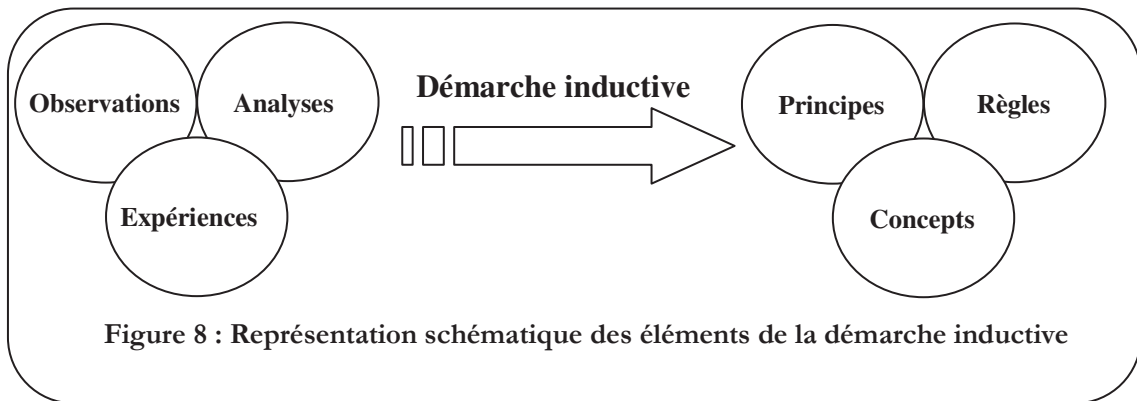 Observations
Analyses
Expériences
Démarche inductive
Principes
Règles
Concepts
Figure 8 : Représentation schématique des éléments de la démarche inductive